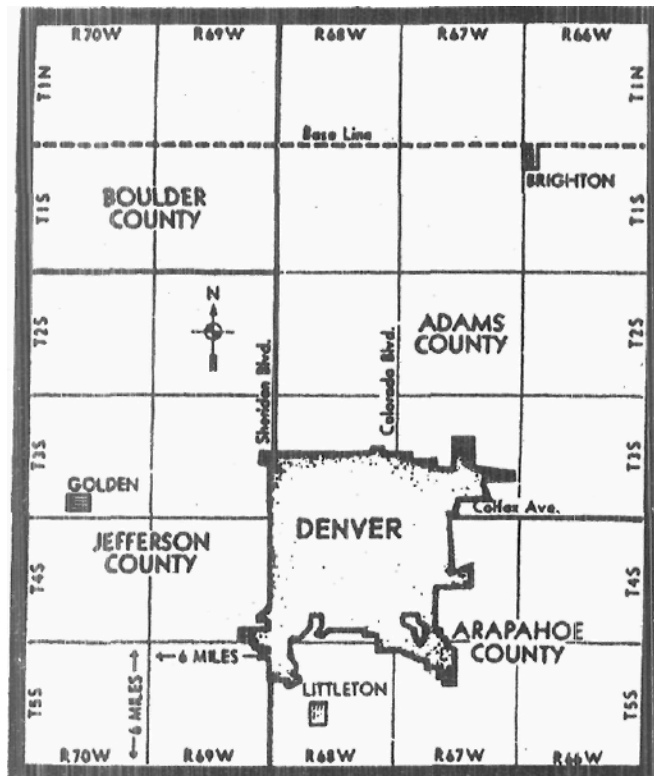 R70W R69W R68W R67W R66W
T1N T1N
Base Line
BRIGHTON
T1S T1S
BOULDER
COUNTY
N
T2S T2S
ADAMS
COUNTY
Sheridan Blvd.
Colorado Blvd.
T3S T3S
GOLDEN
Colfax Ave.
DENVER
JEFFERSON
COUNTY
T4S T4S
ARAPAHOE
COUNTY
6 MILES
6 MILES
LITTLETON
T5S T5S
R70W R69W R68W R67W R66W